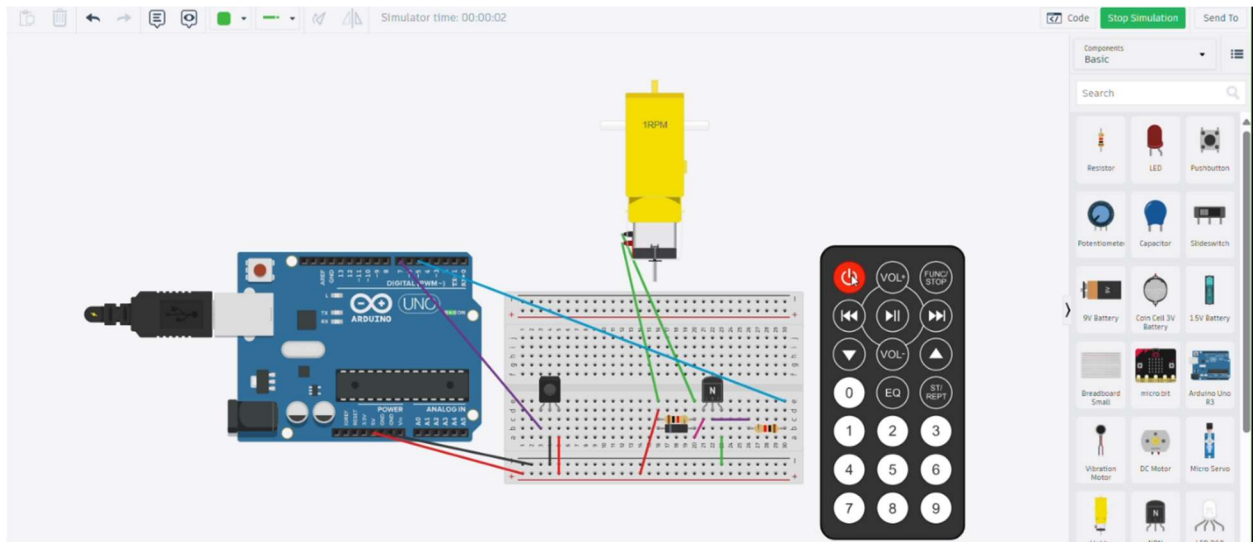 Simulator time: 00:00:02
Code
Stop Simulation
Send To
Components
Basic
Search
Resistor
LED
Pushbutton
Potentiometer
Capacitor
Slideswitch
9V Battery
Coin Cell 3V
Battery
1.5V Battery
Breadboard
Small
micro:bit
Arduino Uno
R3
Vibration
Motor
DC Motor
Micro Servo
1RPM
DIGITAL (PWM~)
UNO
ARDUINO
POWER
ANALOG IN
N
VOL+
FUNC/
STOP
VOL-
0
EQ
ST/
REPT
1
2
3
4
5
6
7
8
9